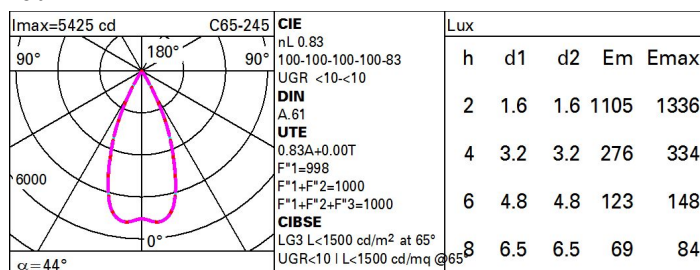 Imax=5425 cd C65-245
90° 180° 90°
6000
0°
α=44°
CIE
nL 0.83
100-100-100-100-83
UGR <10-<10
DIN
A.61
UTE
0.83A+0.00T
F"1=998
F"1+F"2=1000
F"1+F"2+F"3=1000
CIBSE
LG3 L<1500 cd/m² at 65°
UGR<10 | L<1500 cd/mq @65°
Lux
h d1 d2 Em Emax
2 1.6 1.6 1105 1336
4 3.2 3.2 276 334
6 4.8 4.8 123 148
8 6.5 6.5 69 84